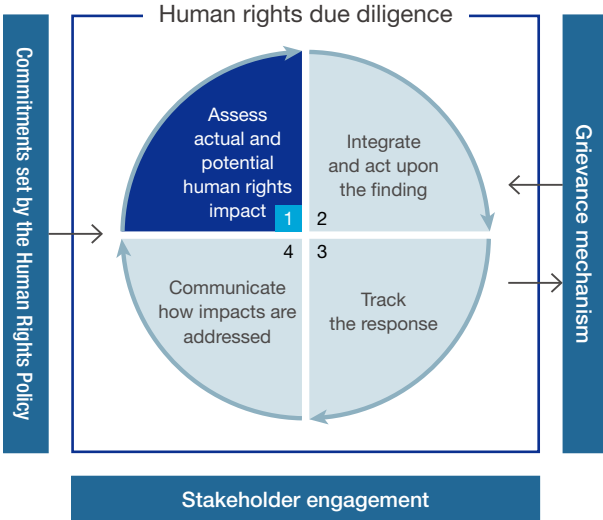 Human rights due diligence
Commitments set by the Human Rights Policy
Assess
actual and
potential
human rights
impact
1
Integrate
and act upon
the finding
2
3
Track
the response
4
Communicate
how impacts are
addressed
Grievance mechanism
Stakeholder engagement